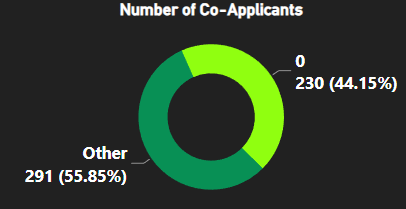 Number of Co-Applicants
0
230 (44.15%)
Other
291 (55.85%)